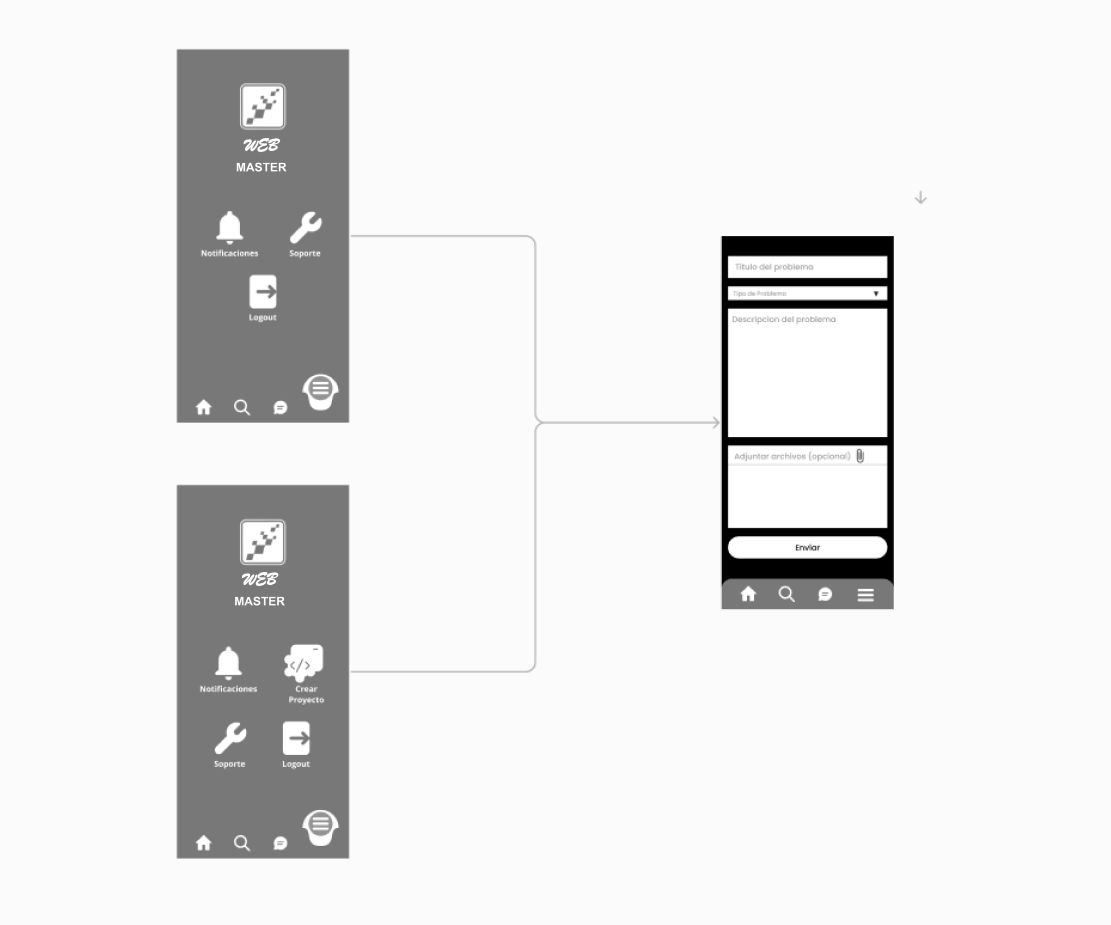 WEB
MASTER
Notificaciones
Soporte
Logout
WEB
MASTER
Notificaciones
Crear
Proyecto
Soporte
Logout
Título del problema
Tipo de Problema
Descripcion del problema
Adjuntar archivos (opcional)
Enviar